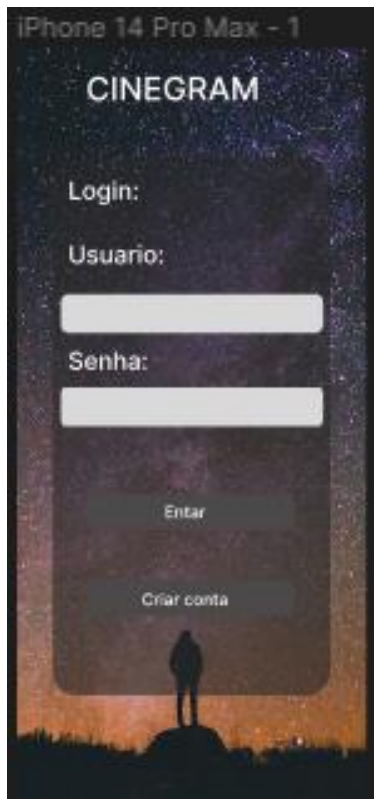 iPhone 14 Pro Max - 1
CINEGRAM
Login:
Usuario:
Senha:
Entar
Criar conta